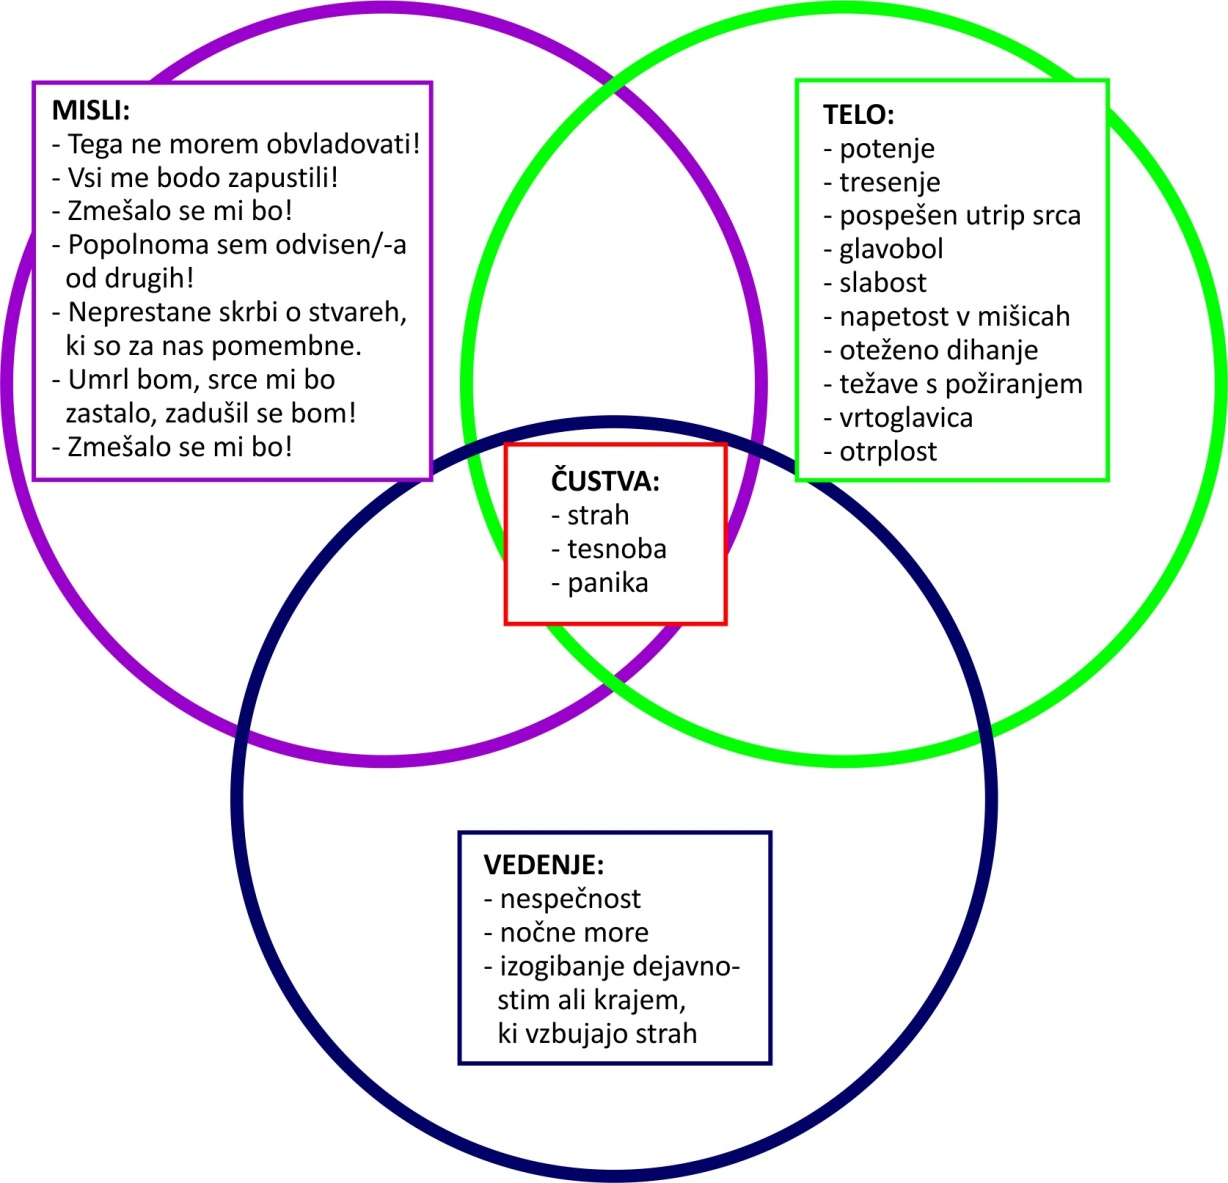 MISLI:
- Tega ne morem obvladovati!
- Vsi me bodo zapustili!
- Zmešalo se mi bo!
- Popolnoma sem odvisen/-a
od drugih!
- Neprestane skrbi o stvareh,
ki so za nas pomembne.
- Umrl bom, srce mi bo
zastalo, zadušil se bom!
- Zmešalo se mi bo!
TELO:
- potenje
- tresenje
- pospešen utrip srca
- glavobol
- slabost
- napetost v mišicah
- oteženo dihanje
- težave s požiranjem
- vrtoglavica
- otrplost
ČUSTVA:
- strah
- tesnoba
- panika
VEDENJE:
- nespečnost
- nočne more
- izogibanje dejavno-
stim ali krajem,
ki vzbujajo strah